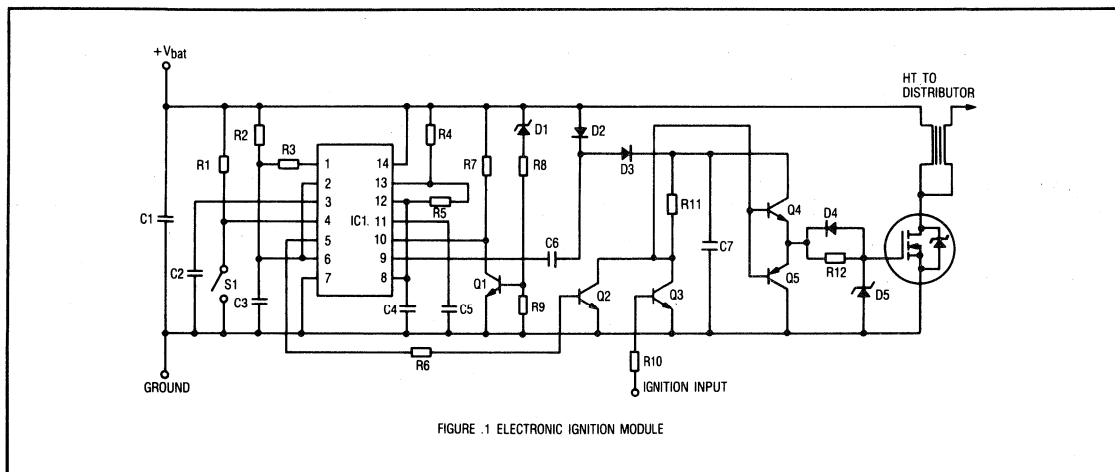 +Vbat
HT TO
DISTRIBUTOR
R2
R4
D1
D2
R3
R1
R7
R8
D3
1
14
2
13
3
12
4
IC1.
11
5
10
6
9
7
8
R5
R11
Q4
D4
C1
C2
S1
C3
C6
C7
Q1
Q2
Q3
Q5
R12
D5
C4
C5
R9
R6
R10
GROUND
IGNITION INPUT
FIGURE .1 ELECTRONIC IGNITION MODULE